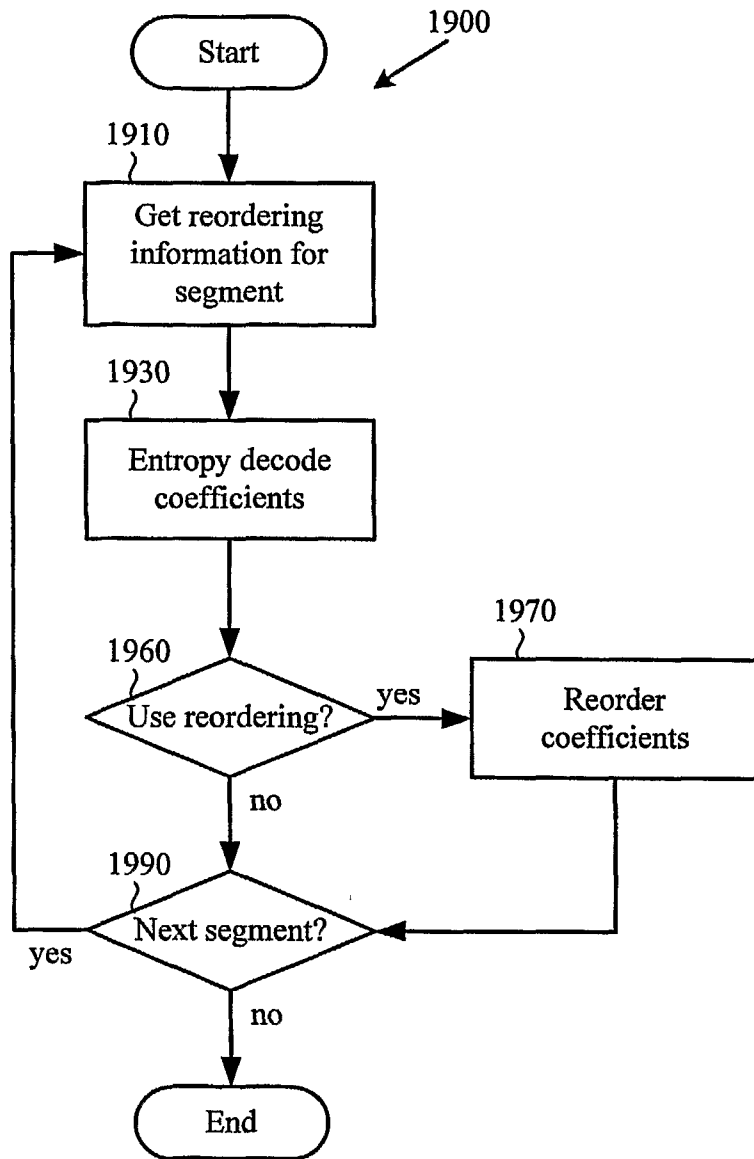 1900
Start
1910
Get reordering
information for
segment
1930
Entropy decode
coefficients
1960
Use reordering?
yes
no
1970
Reorder
coefficients
1990
Next segment?
yes
no
End